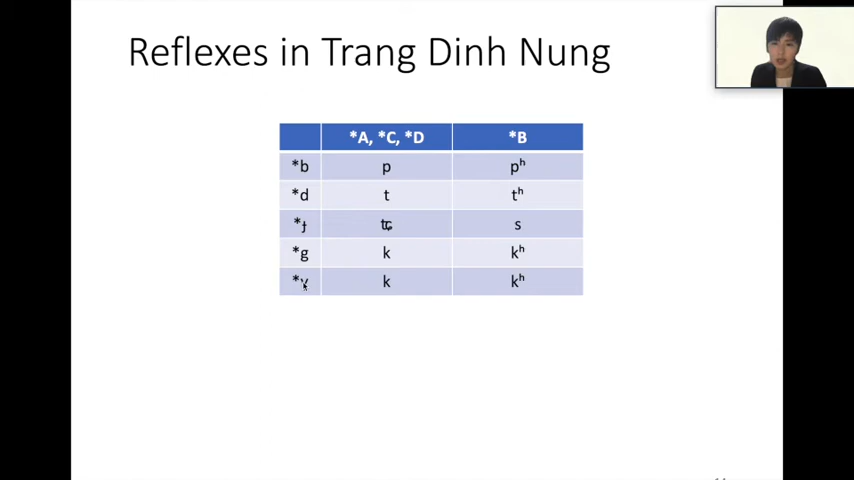 Reflexes in Trang Dinh Nung
*A, *C, *D *B
*b p pʰ
*d t tʰ
*ɟ tɕ s
*g k kʰ
*ɣ k kʰ